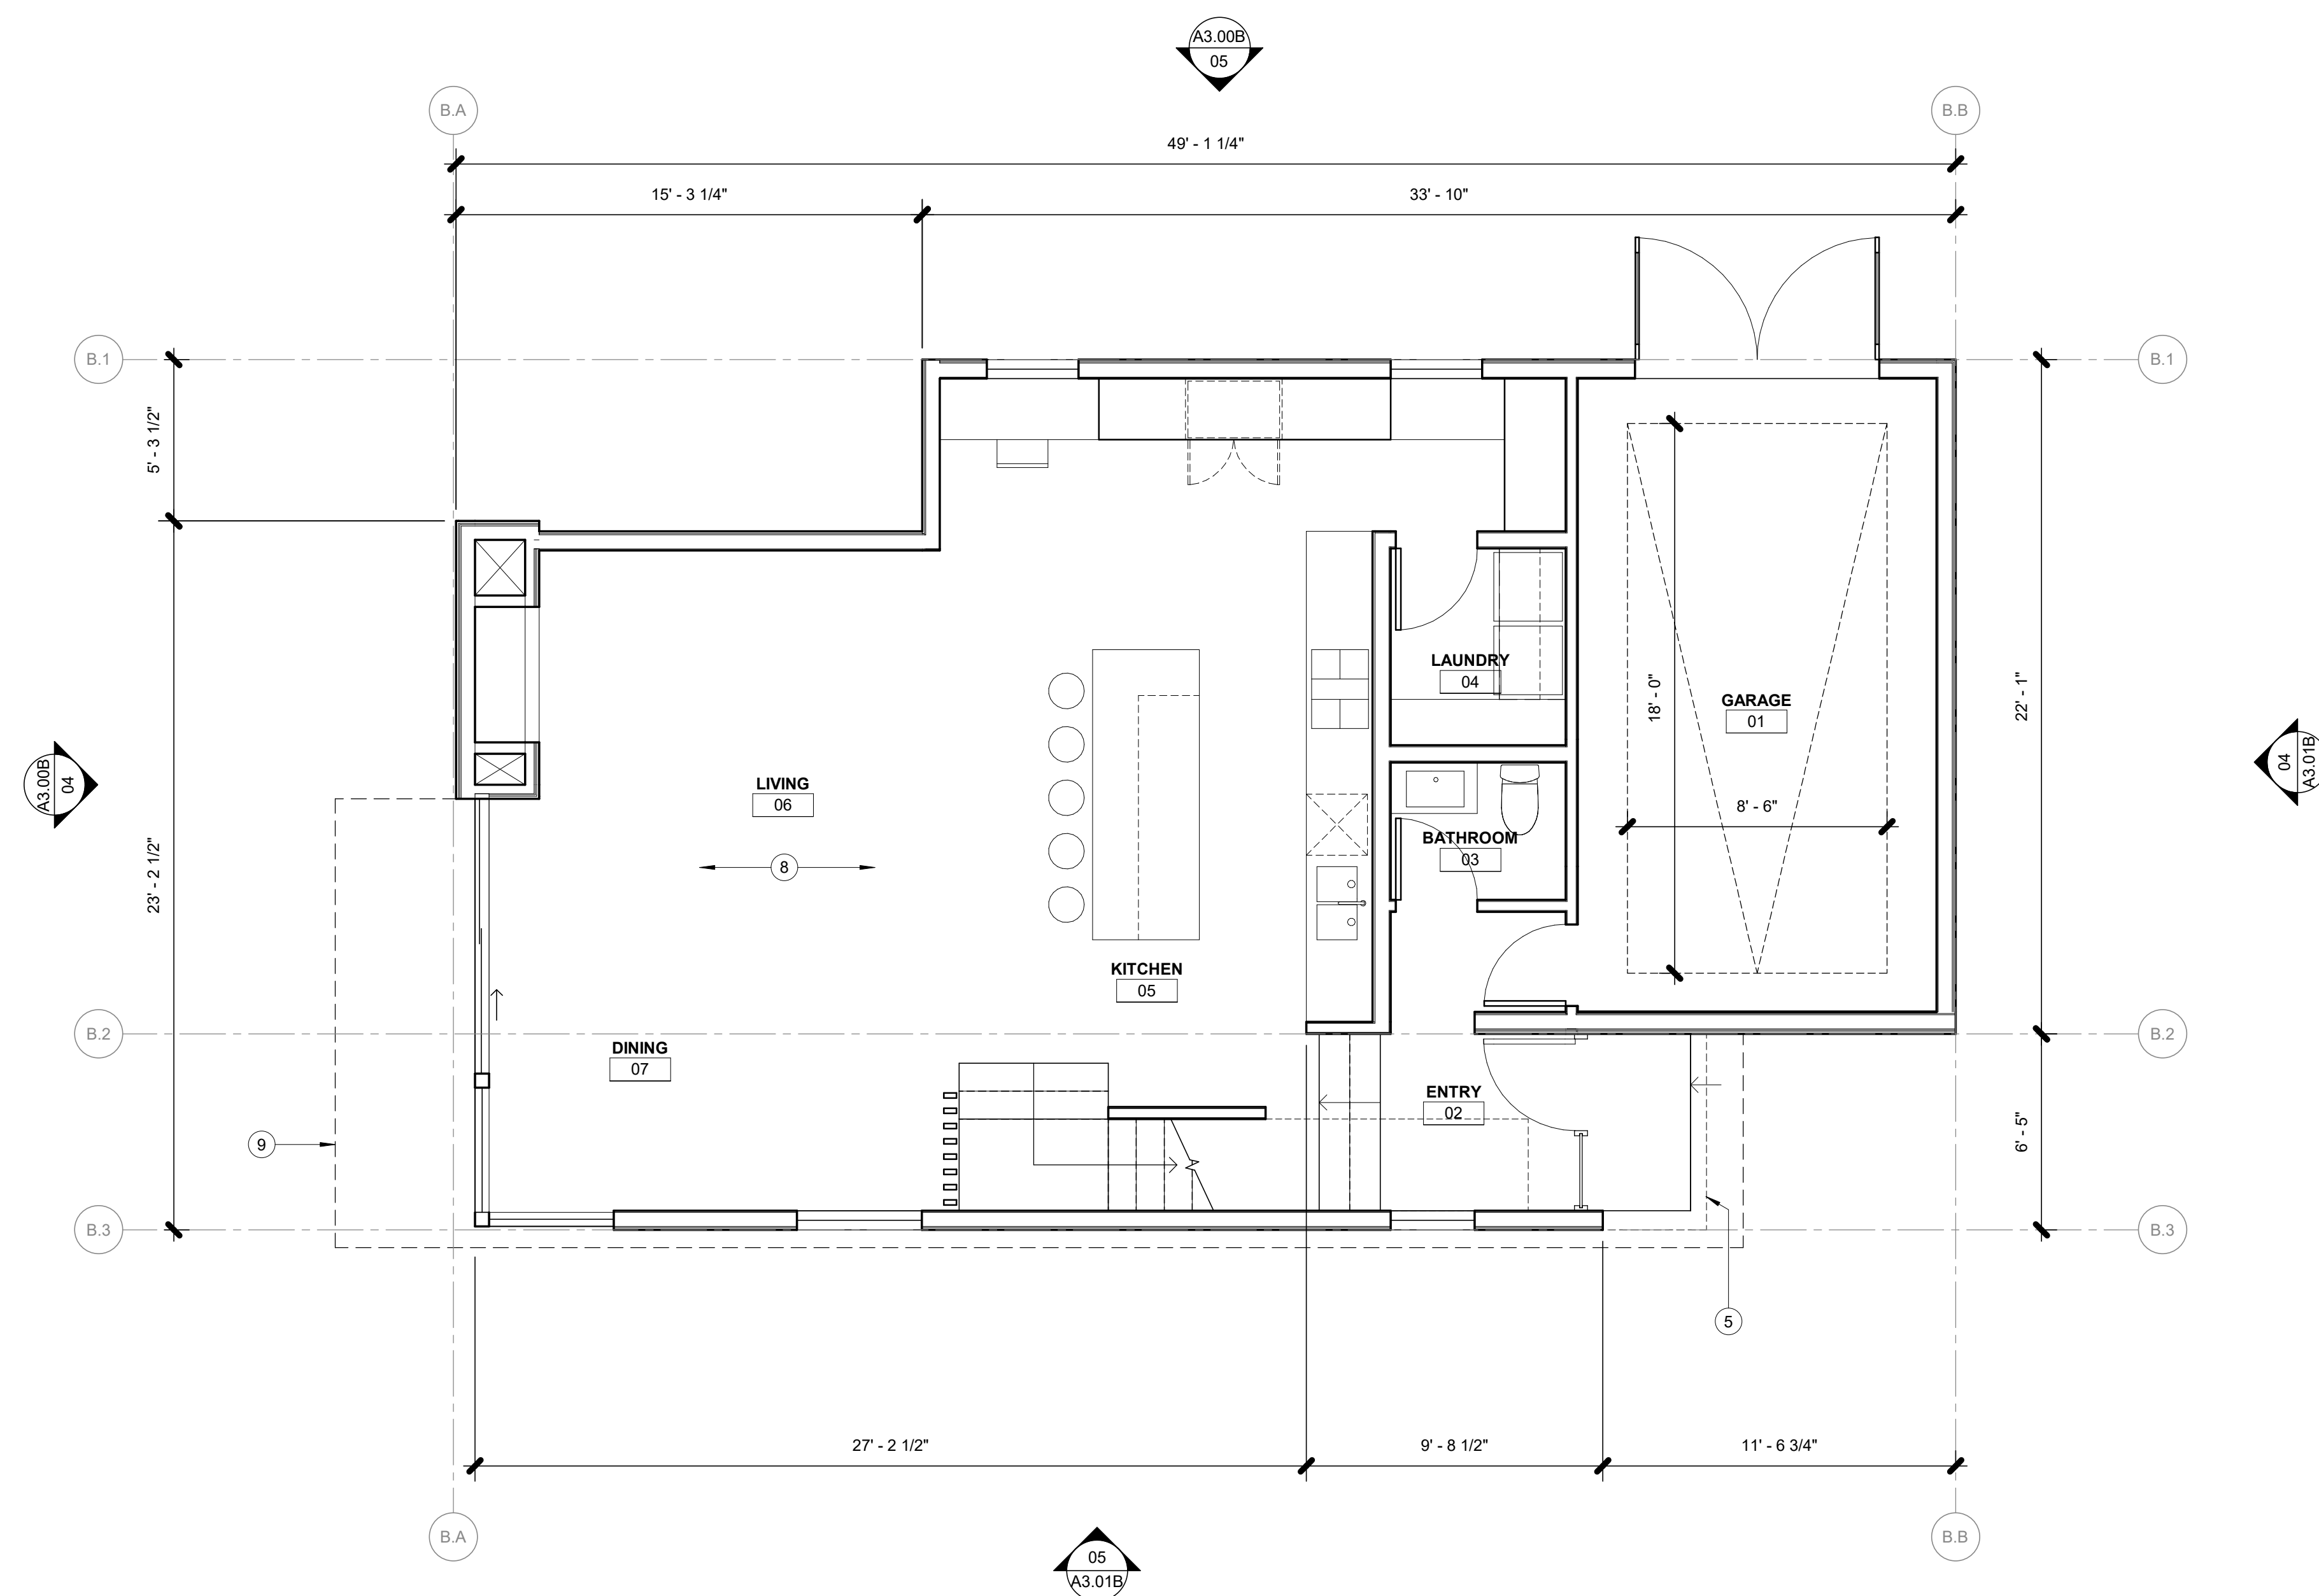 A3.00B
05
B.A
B.B
49' - 1 1/4"
15' - 3 1/4"
33' - 10"
B.1
B.1
5' - 3 1/2"
23' - 2 1/2"
22' - 1"
6' - 5"
18' - 0"
8' - 6"
LAUNDRY
04
GARAGE
01
A3.00B
04
04
A3.01B
LIVING
06
8
BATHROOM
03
KITCHEN
05
B.2
B.2
DINING
07
ENTRY
02
9
B.3
B.3
5
27' - 2 1/2"
9' - 8 1/2"
11' - 6 3/4"
B.A
B.B
05
A3.01B